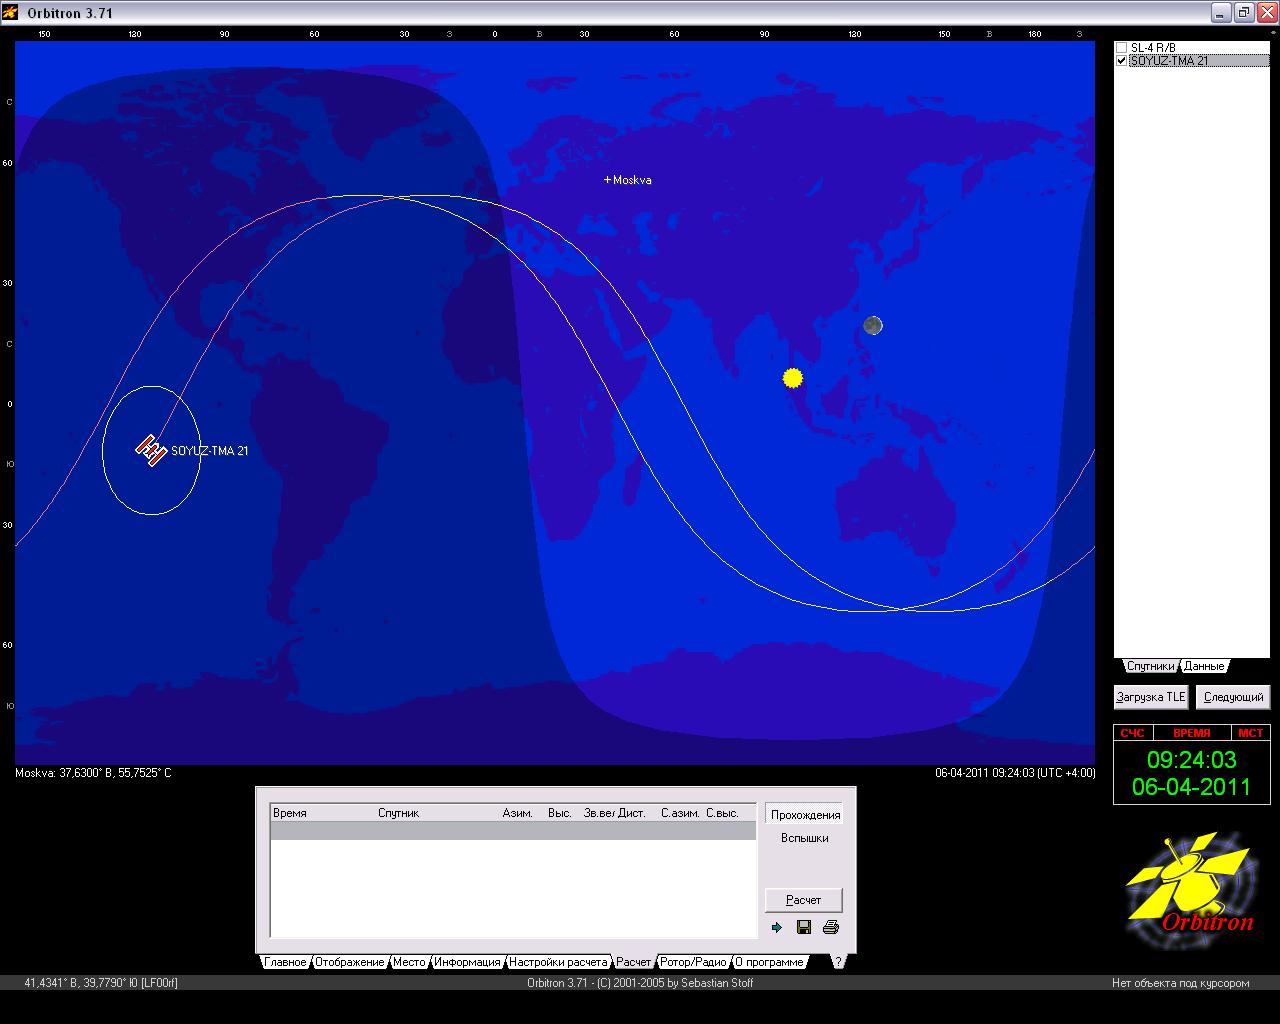 Orbitron 3.71
150 120 90 60 30 З 0 В 30 60 90 120 150 В 180 З
С
60
30
С
0
Ю
30
60
Ю
Moskva
SOYUZ-TMA 21
SL-4 R/B
SOYUZ-TMA 21
Спутники Данные
Загрузка TLE Следующий
СЧС ВРЕМЯ МСТ
09:24:03
06-04-2011
Moskva: 37,6300° В, 55,7525° С
06-04-2011 09:24:03 (UTC +4:00)
Время Спутник Азим. Выс. Зв.вел Дист. С.азим. С.выс.
Прохождения
Вспышки
Расчет
Orbitron
Главное Отображение Место Информация Настройки расчета Расчет Ротор/Радио О программе ?
41,4341° В, 39,7790° Ю [LF00rf]
Orbitron 3.71 - (C) 2001-2005 by Sebastian Stoff
Нет объекта под курсором